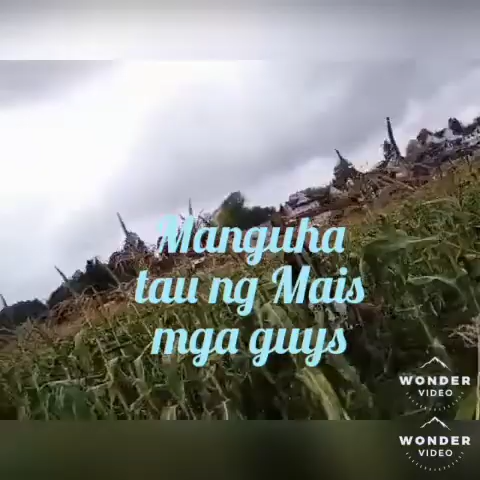 Manguha
tau ng Mais
mga guys
WONDER
VIDEO
WONDER
VIDEO